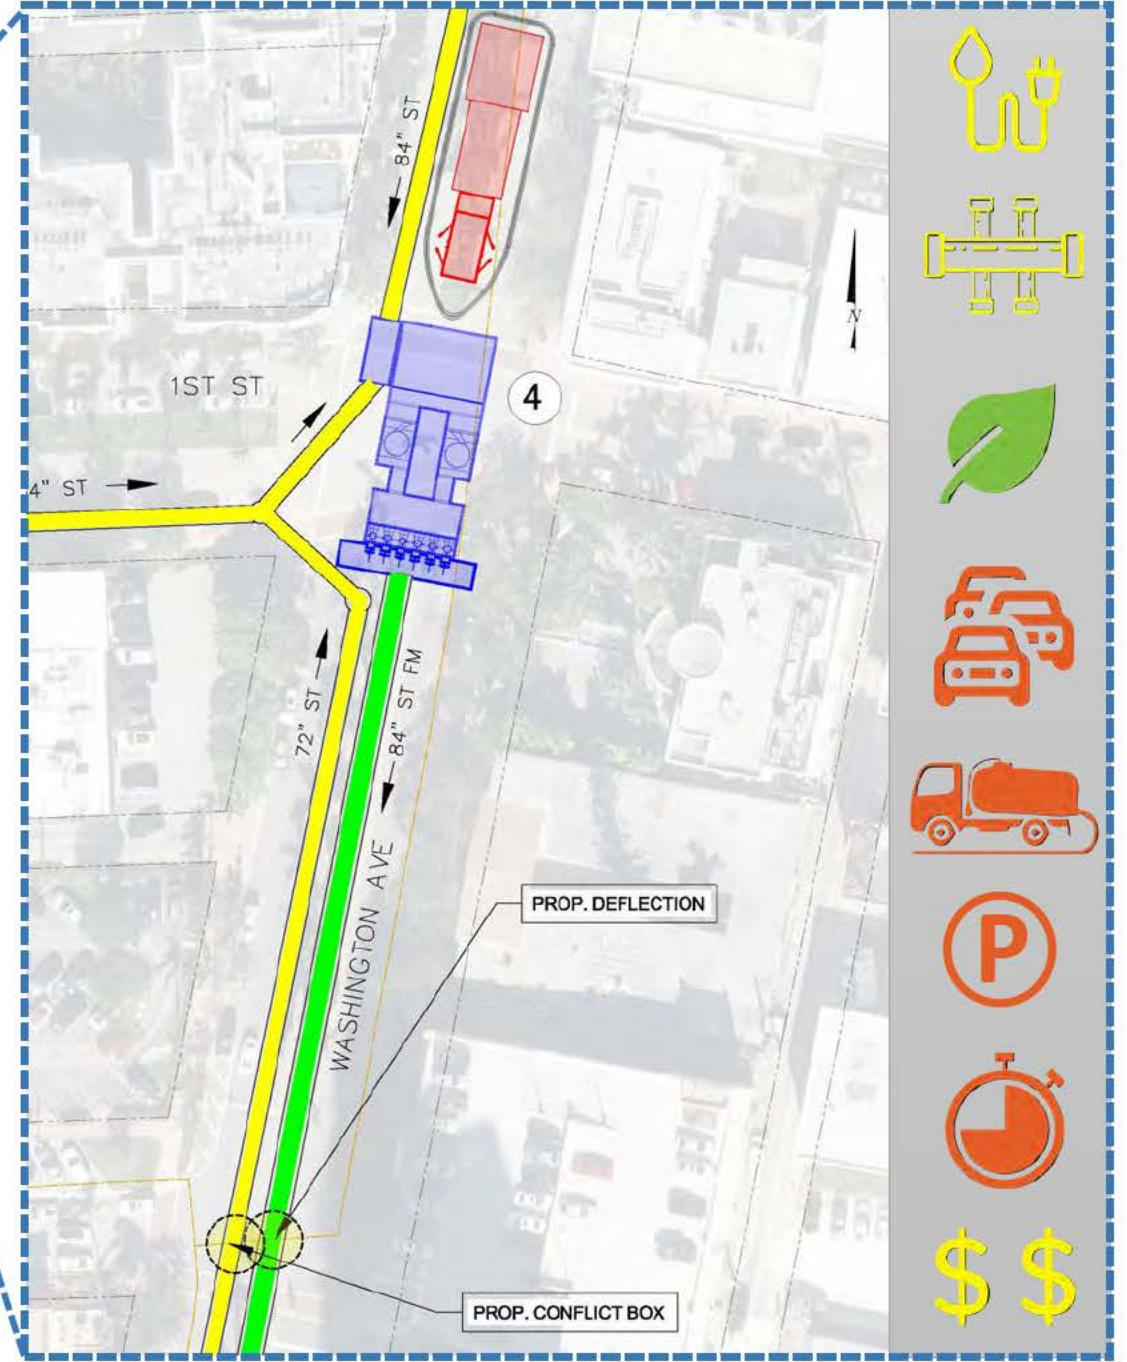 84" ST
N
1ST ST
4
4" ST
72" ST
84" ST FM
WASHINGTON AVE
PROP. DEFLECTION
PROP. CONFLICT BOX
P
$ $